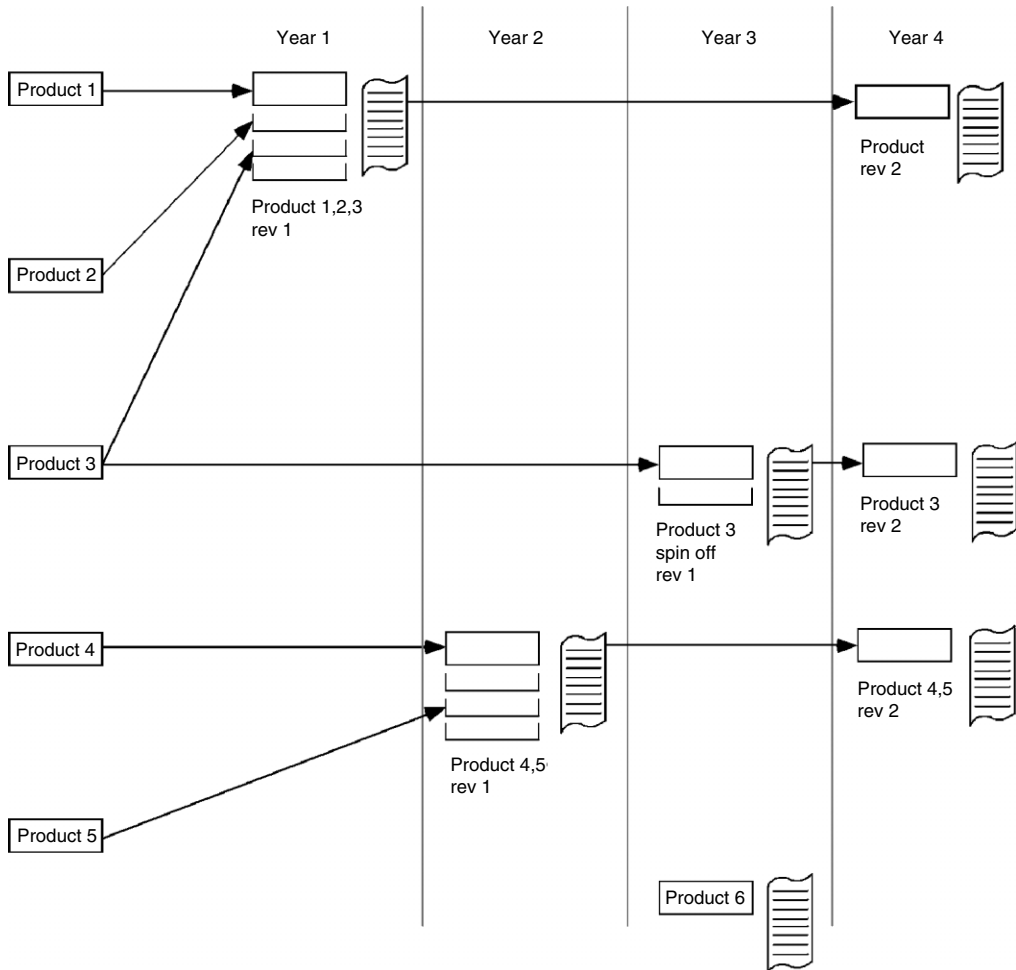 Year 1
Year 2
Year 3
Year 4
Product 1
Product
rev 2
Product 1,2,3
rev 1
Product 2
Product 3
Product 3
spin off
rev 1
Product 3
rev 2
Product 4
Product 4,5
rev 2
Product 4,5
rev 1
Product 5
Product 6